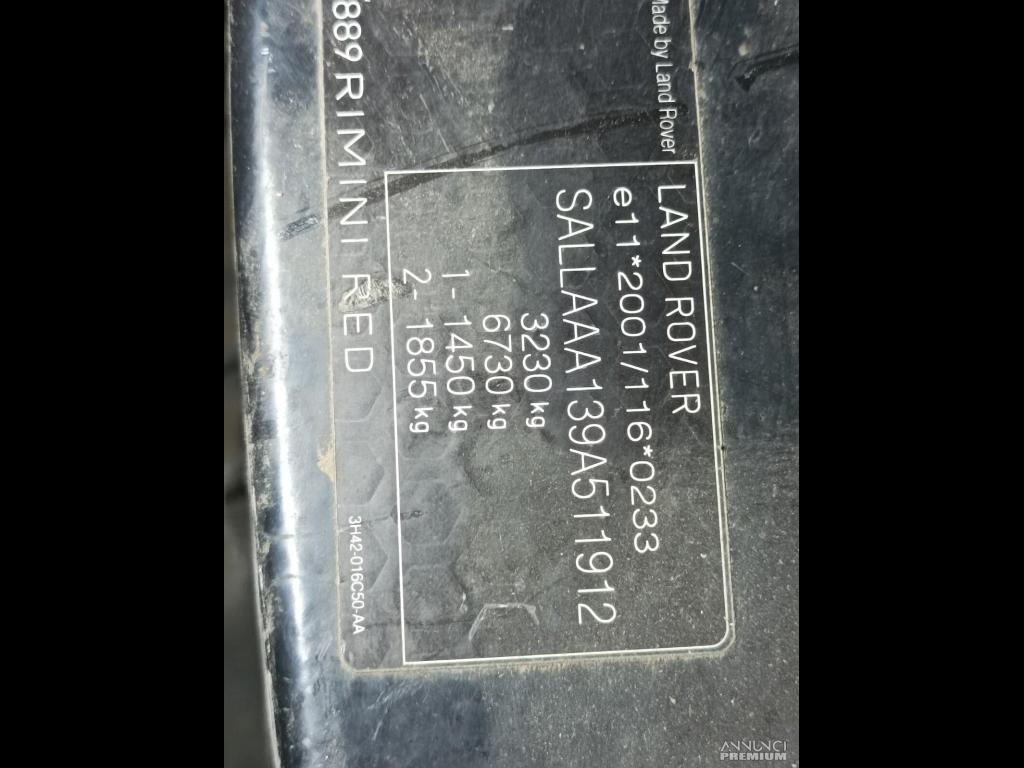 Made by Land Rover
LAND ROVER
e11*2001/116*0233
SALLAAA139A511912
3230 kg
6730 kg
1- 1450 kg
2- 1855 kg
889 RIMINI RED
3H42-016C50-AA
ANNUNCI
PREMIUM